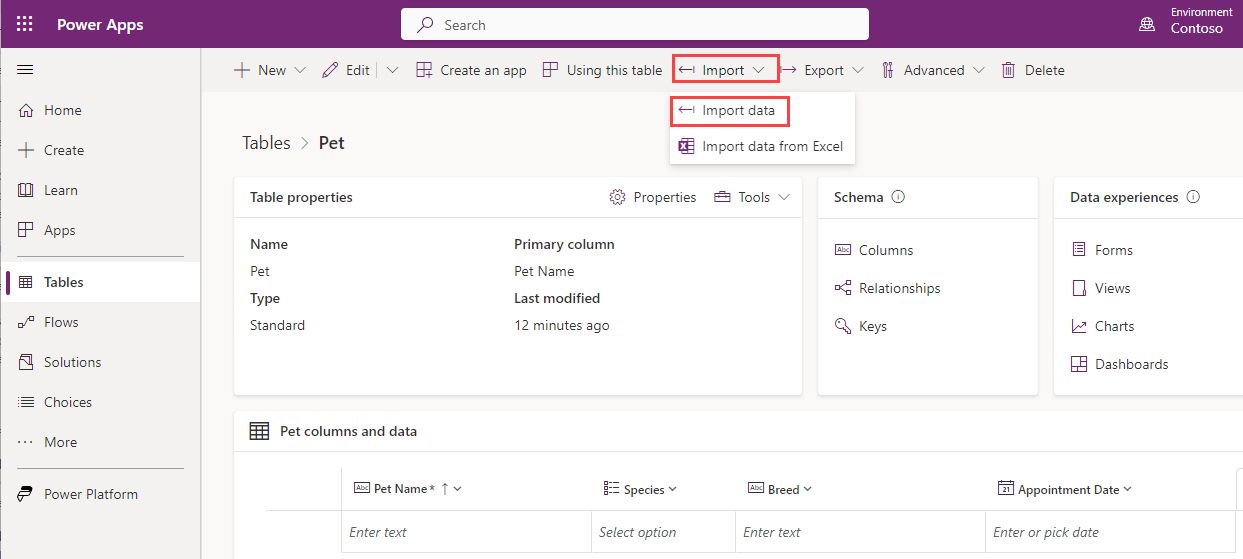 Power Apps
Search
Environment
Contoso
New Edit Create an app Using this table Import Export Advanced Delete
Import data
Import data from Excel
Home
Create
Learn
Apps
Tables
Flows
Solutions
Choices
More
Power Platform
Tables > Pet
Table properties Properties Tools
Name Primary column
Pet Pet Name
Type Last modified
Standard 12 minutes ago
Schema
Columns
Relationships
Keys
Data experiences
Forms
Views
Charts
Dashboards
Pet columns and data
Abc Pet Name * ↑ Species Abc Breed 21 Appointment Date
Enter text Select option Enter text Enter or pick date